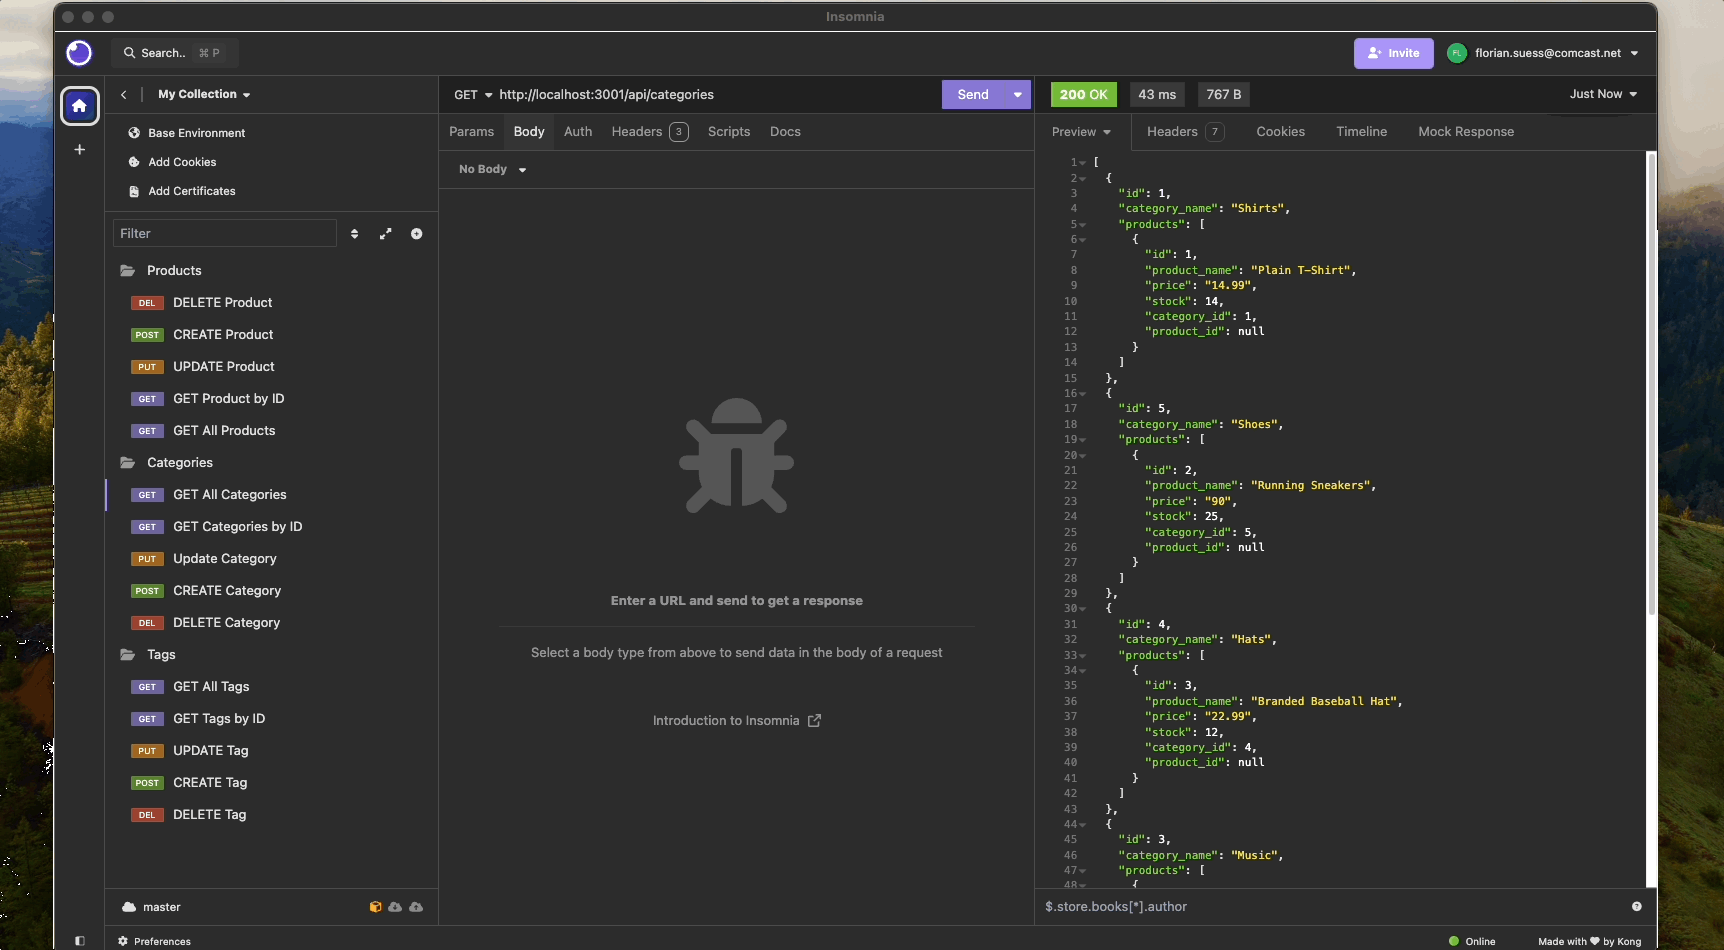 Insomnia
Search.. ⌘ P
Invite
FL
florian.suess@comcast.net
My Collection
GET http://localhost:3001/api/categories
Send
200 OK
43 ms
767 B
Just Now
Base Environment
Add Cookies
Add Certificates
Params Body Auth Headers 3 Scripts Docs
No Body
Preview Headers 7 Cookies Timeline Mock Response
Filter
Products
DEL DELETE Product
POST CREATE Product
PUT UPDATE Product
GET GET Product by ID
GET GET All Products
Categories
GET GET All Categories
GET GET Categories by ID
PUT Update Category
POST CREATE Category
DEL DELETE Category
Tags
GET GET All Tags
GET GET Tags by ID
PUT UPDATE Tag
POST CREATE Tag
DEL DELETE Tag
master
Preferences
Enter a URL and send to get a response
Select a body type from above to send data in the body of a request
Introduction to Insomnia
1 [
2 {
3 "id": 1,
4 "category_name": "Shirts",
5 "products": [
6 {
7 "id": 1,
8 "product_name": "Plain T-Shirt",
9 "price": "14.99",
10 "stock": 14,
11 "category_id": 1,
12 "product_id": null
13 }
14 ]
15 },
16 {
17 "id": 5,
18 "category_name": "Shoes",
19 "products": [
20 {
21 "id": 2,
22 "product_name": "Running Sneakers",
23 "price": "90",
24 "stock": 25,
25 "category_id": 5,
26 "product_id": null
27 }
28 ]
29 },
30 {
31 "id": 4,
32 "category_name": "Hats",
33 "products": [
34 {
35 "id": 3,
36 "product_name": "Branded Baseball Hat",
37 "price": "22.99",
38 "stock": 12,
39 "category_id": 4,
40 "product_id": null
41 }
42 ]
43 },
44 {
45 "id": 3,
46 "category_name": "Music",
47 "products": [
48 {
$.store.books[*].author
Online
Made with ♥ by Kong